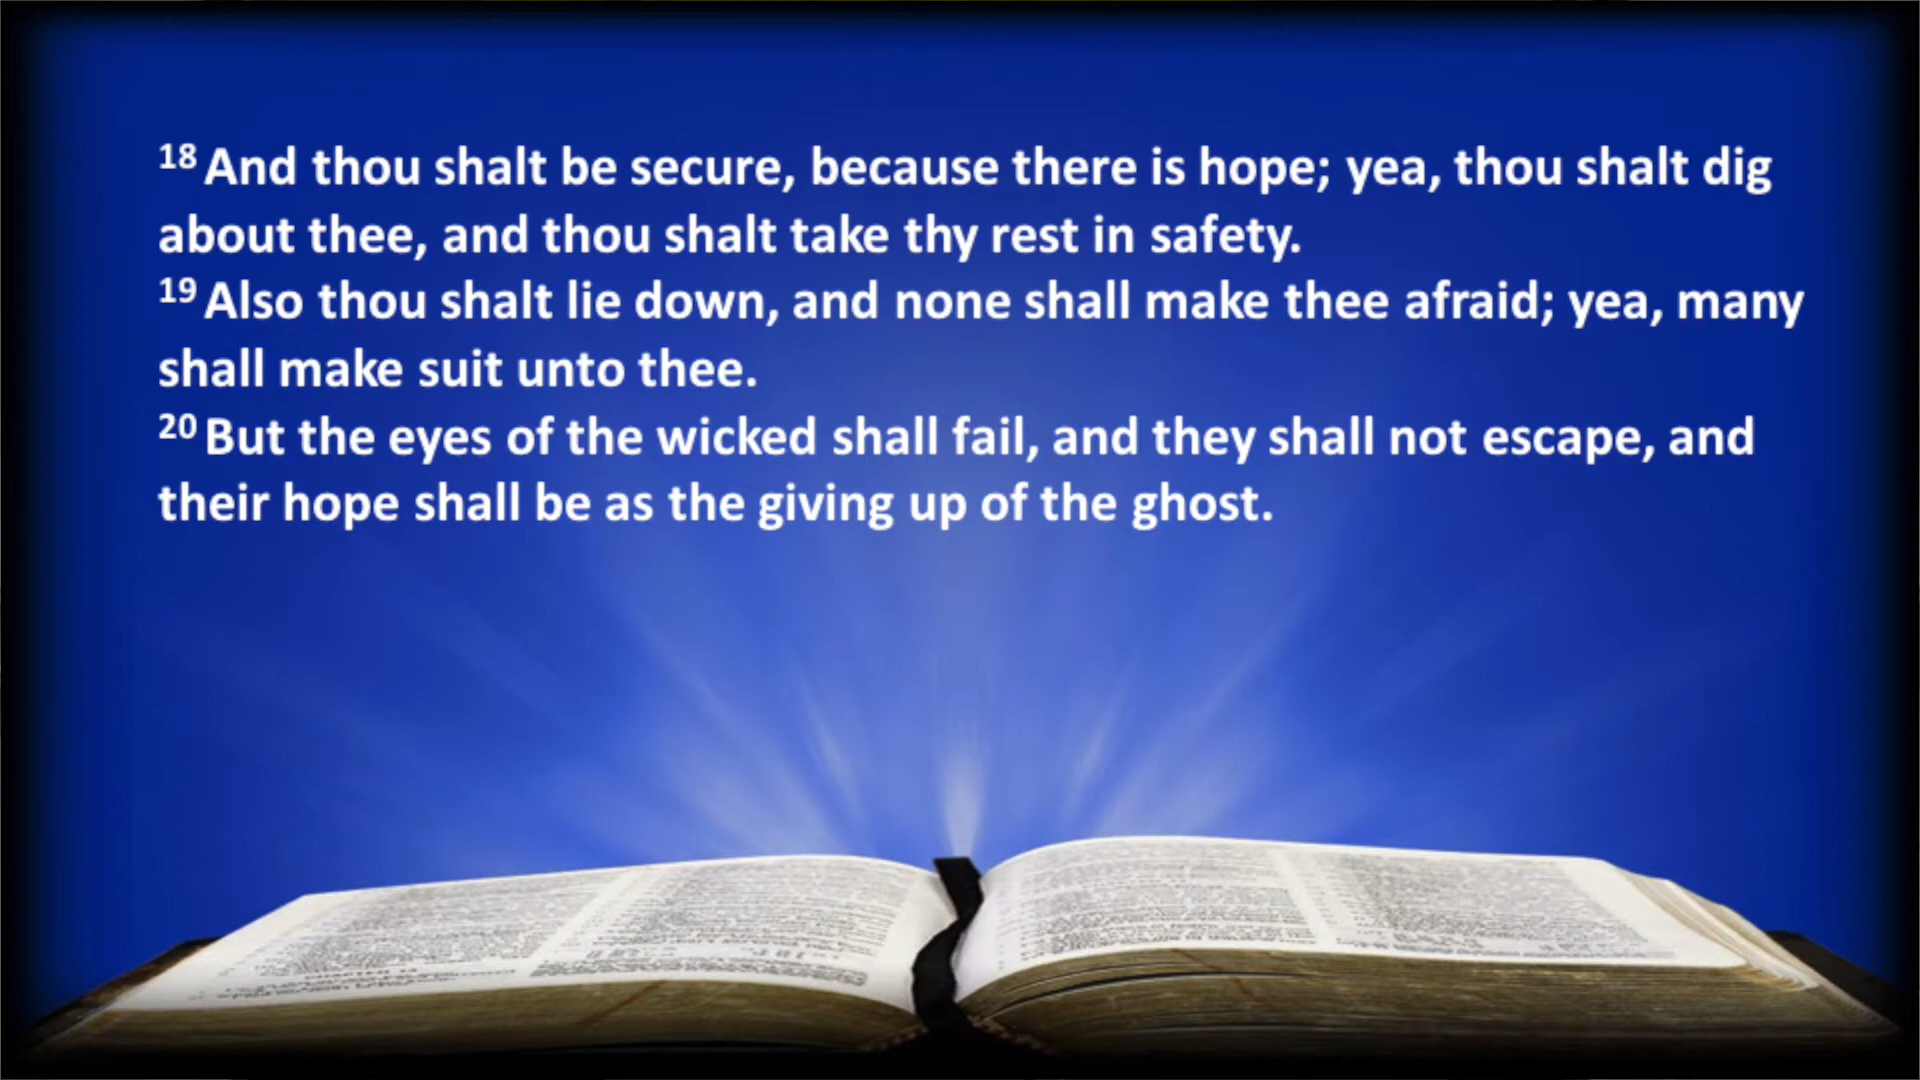 18 And thou shalt be secure, because there is hope; yea, thou shalt dig
about thee, and thou shalt take thy rest in safety.
19 Also thou shalt lie down, and none shall make thee afraid; yea, many
shall make suit unto thee.
20 But the eyes of the wicked shall fail, and they shall not escape, and
their hope shall be as the giving up of the ghost.